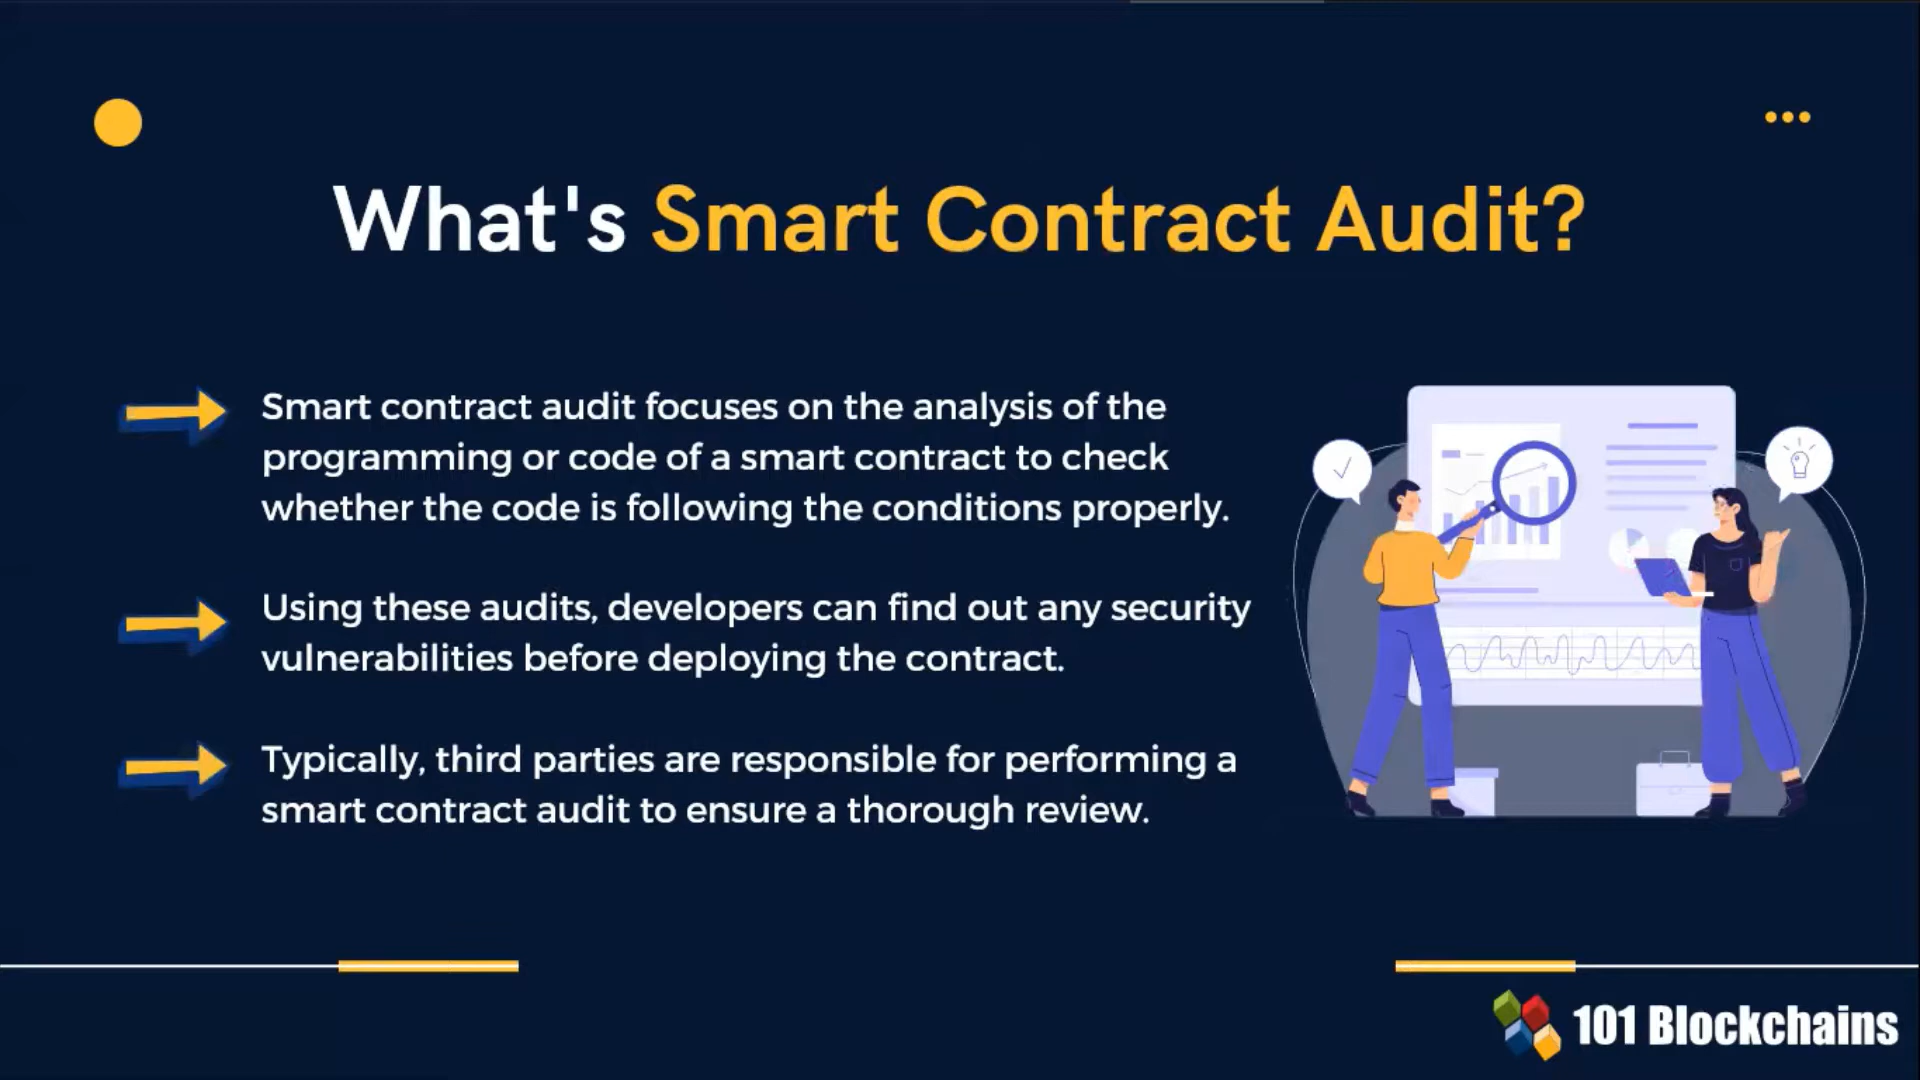 What's Smart Contract Audit?
Smart contract audit focuses on the analysis of the
programming or code of a smart contract to check
whether the code is following the conditions properly.
Using these audits, developers can find out any security
vulnerabilities before deploying the contract.
Typically, third parties are responsible for performing a
smart contract audit to ensure a thorough review.
101 Blockchains